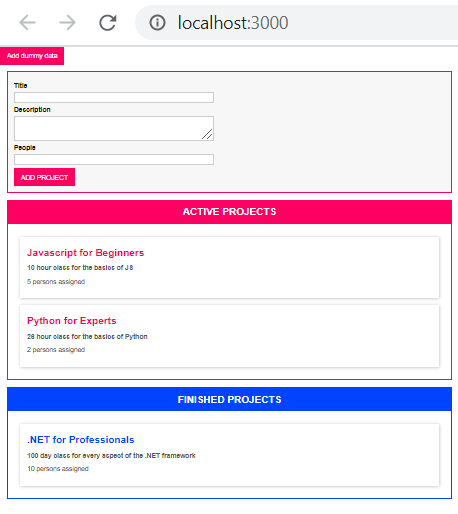 localhost:3000
Add dummy data
Title
Description
People
ADD PROJECT
ACTIVE PROJECTS
Javascript for Beginners
10 hour class for the basics of JS
5 persons assigned
Python for Experts
28 hour class for the basics of Python
2 persons assigned
FINISHED PROJECTS
.NET for Professionals
100 day class for every aspect of the .NET framework
10 persons assigned